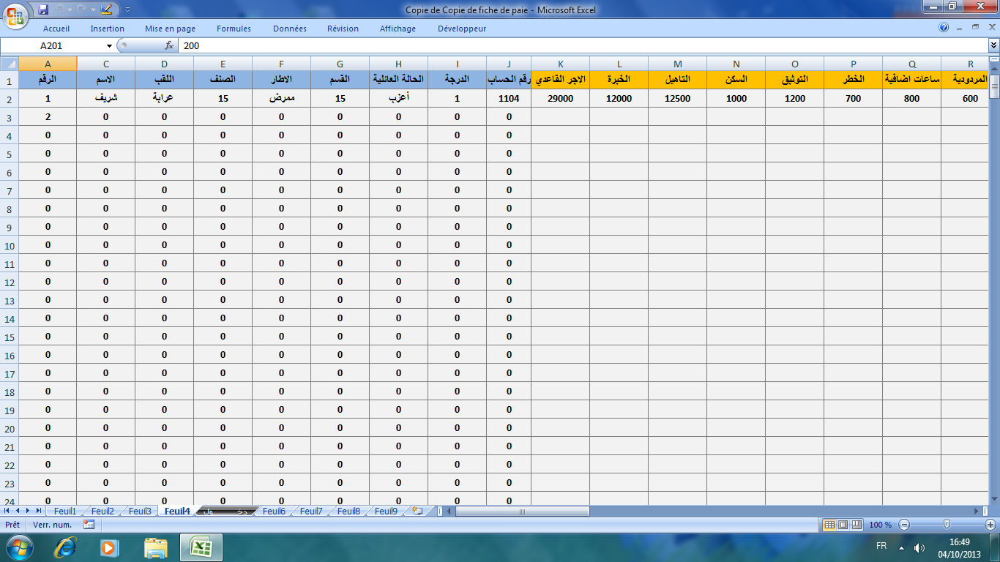 Copie de Copie de fiche de paie - Microsoft Excel
Accueil Insertion Mise en page Formules Données Révision Affichage Développeur
A201 fx 200
A C D E F G H I J K L M N O P Q R
1 الرقم الاسم اللقب الصنف الاطار القسم الحالة العائلية الدرجة رقم الحساب الاجر القاعدي الخبرة التاهيل السكن التوثيق الخطر ساعات اضافية المردودية
2 1 شريف عرابة 15 ممرض 15 أعزب 1 1104 29000 12000 12500 1000 1200 700 800 600
3 2 0 0 0 0 0 0 0 0
4 0 0 0 0 0 0 0 0 0
5 0 0 0 0 0 0 0 0 0
6 0 0 0 0 0 0 0 0 0
7 0 0 0 0 0 0 0 0 0
8 0 0 0 0 0 0 0 0 0
9 0 0 0 0 0 0 0 0 0
10 0 0 0 0 0 0 0 0 0
11 0 0 0 0 0 0 0 0 0
12 0 0 0 0 0 0 0 0 0
13 0 0 0 0 0 0 0 0 0
14 0 0 0 0 0 0 0 0 0
15 0 0 0 0 0 0 0 0 0
16 0 0 0 0 0 0 0 0 0
17 0 0 0 0 0 0 0 0 0
18 0 0 0 0 0 0 0 0 0
19 0 0 0 0 0 0 0 0 0
20 0 0 0 0 0 0 0 0 0
21 0 0 0 0 0 0 0 0 0
22 0 0 0 0 0 0 0 0 0
23 0 0 0 0 0 0 0 0 0
24 0 0 0 0 0 0 0 0 0
Feuil1 Feuil2 Feuil3 Feuil4 Feuil6 Feuil7 Feuil8 Feuil9
Prêt Verr. num. 100 %
FR 16:49
04/10/2013